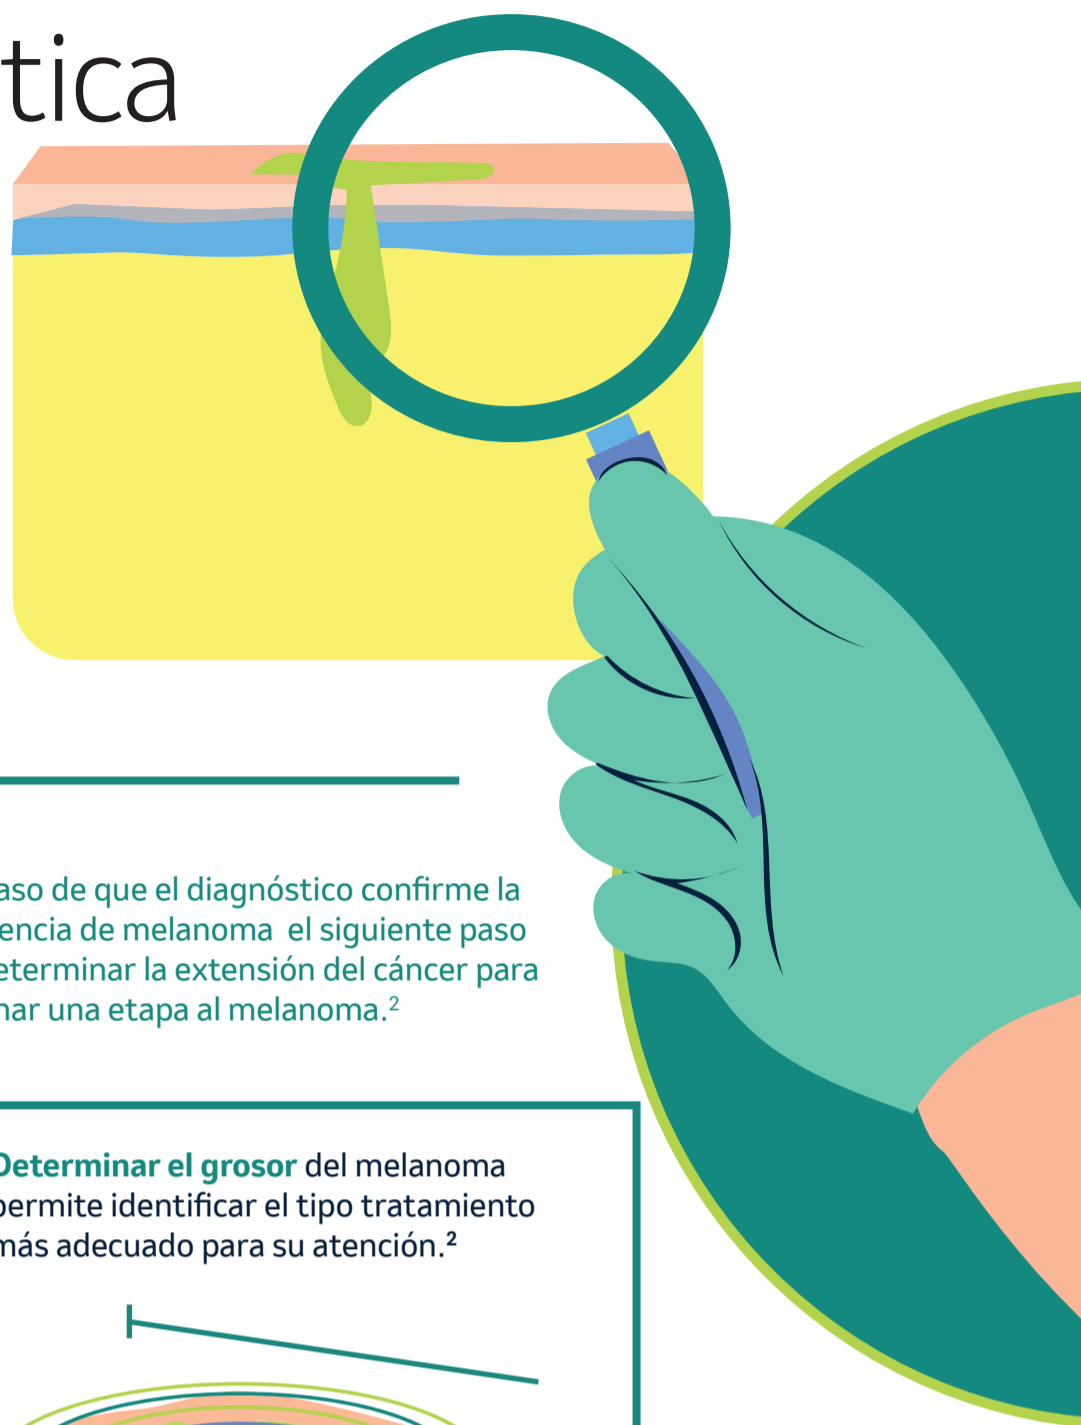 tica
aso de que el diagnóstico confirme la
encia de melanoma el siguiente paso
eterminar la extensión del cáncer para
nar una etapa al melanoma.²
Determinar el grosor del melanoma
permite identificar el tipo tratamiento
más adecuado para su atención.²